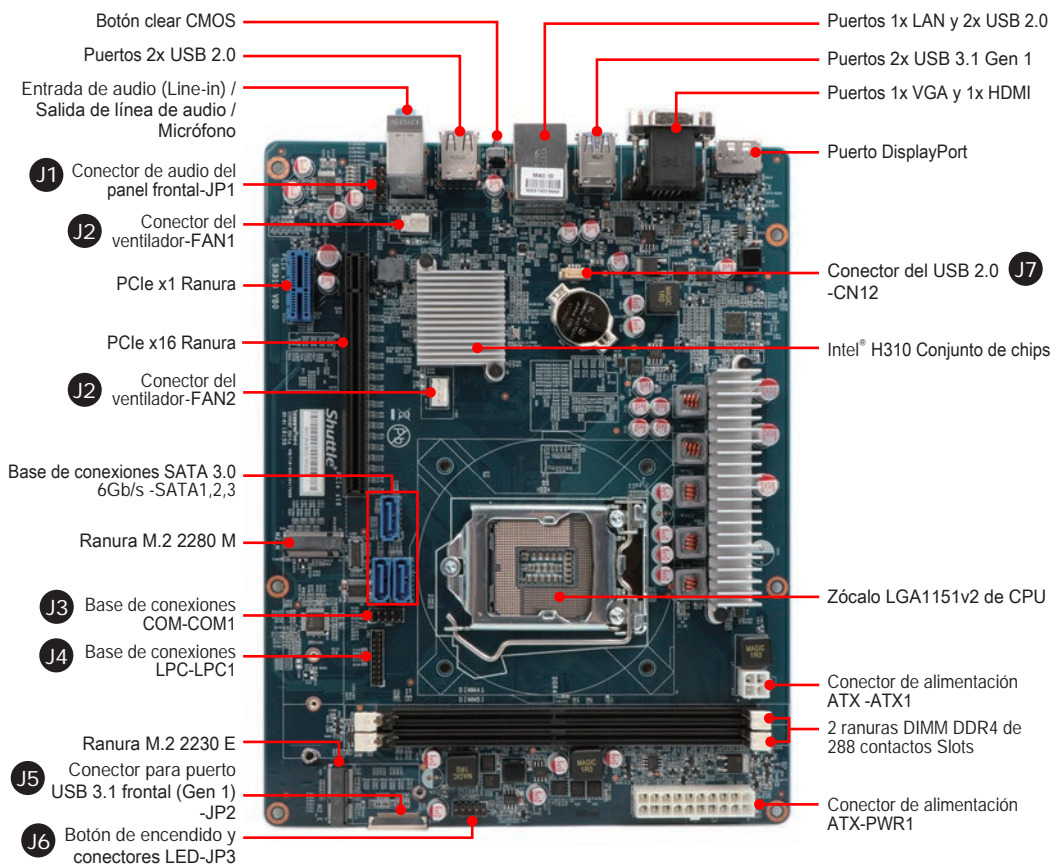 Botón clear CMOS
Puertos 2x USB 2.0
Entrada de audio (Line-in) /
Salida de línea de audio /
Micrófono
J1
Conector de audio del
panel frontal-JP1
J2
Conector del
ventilador-FAN1
PCIe x1 Ranura
PCIe x16 Ranura
J2
Conector del
ventilador-FAN2
Base de conexiones SATA 3.0
6Gb/s -SATA1,2,3
Ranura M.2 2280 M
J3
Base de conexiones
COM-COM1
J4
Base de conexiones
LPC-LPC1
Ranura M.2 2230 E
J5
Conector para puerto
USB 3.1 frontal (Gen 1)
-JP2
J6
Botón de encendido y
conectores LED-JP3
Puertos 1x LAN y 2x USB 2.0
Puertos 2x USB 3.1 Gen 1
Puertos 1x VGA y 1x HDMI
Puerto DisplayPort
Conector del USB 2.0
-CN12
J7
Intel® H310 Conjunto de chips
Zócalo LGA1151v2 de CPU
Conector de alimentación
ATX -ATX1
2 ranuras DIMM DDR4 de
288 contactos Slots
Conector de alimentación
ATX-PWR1
Shuttle
MAC ID
Pb
MAGIC
1R0